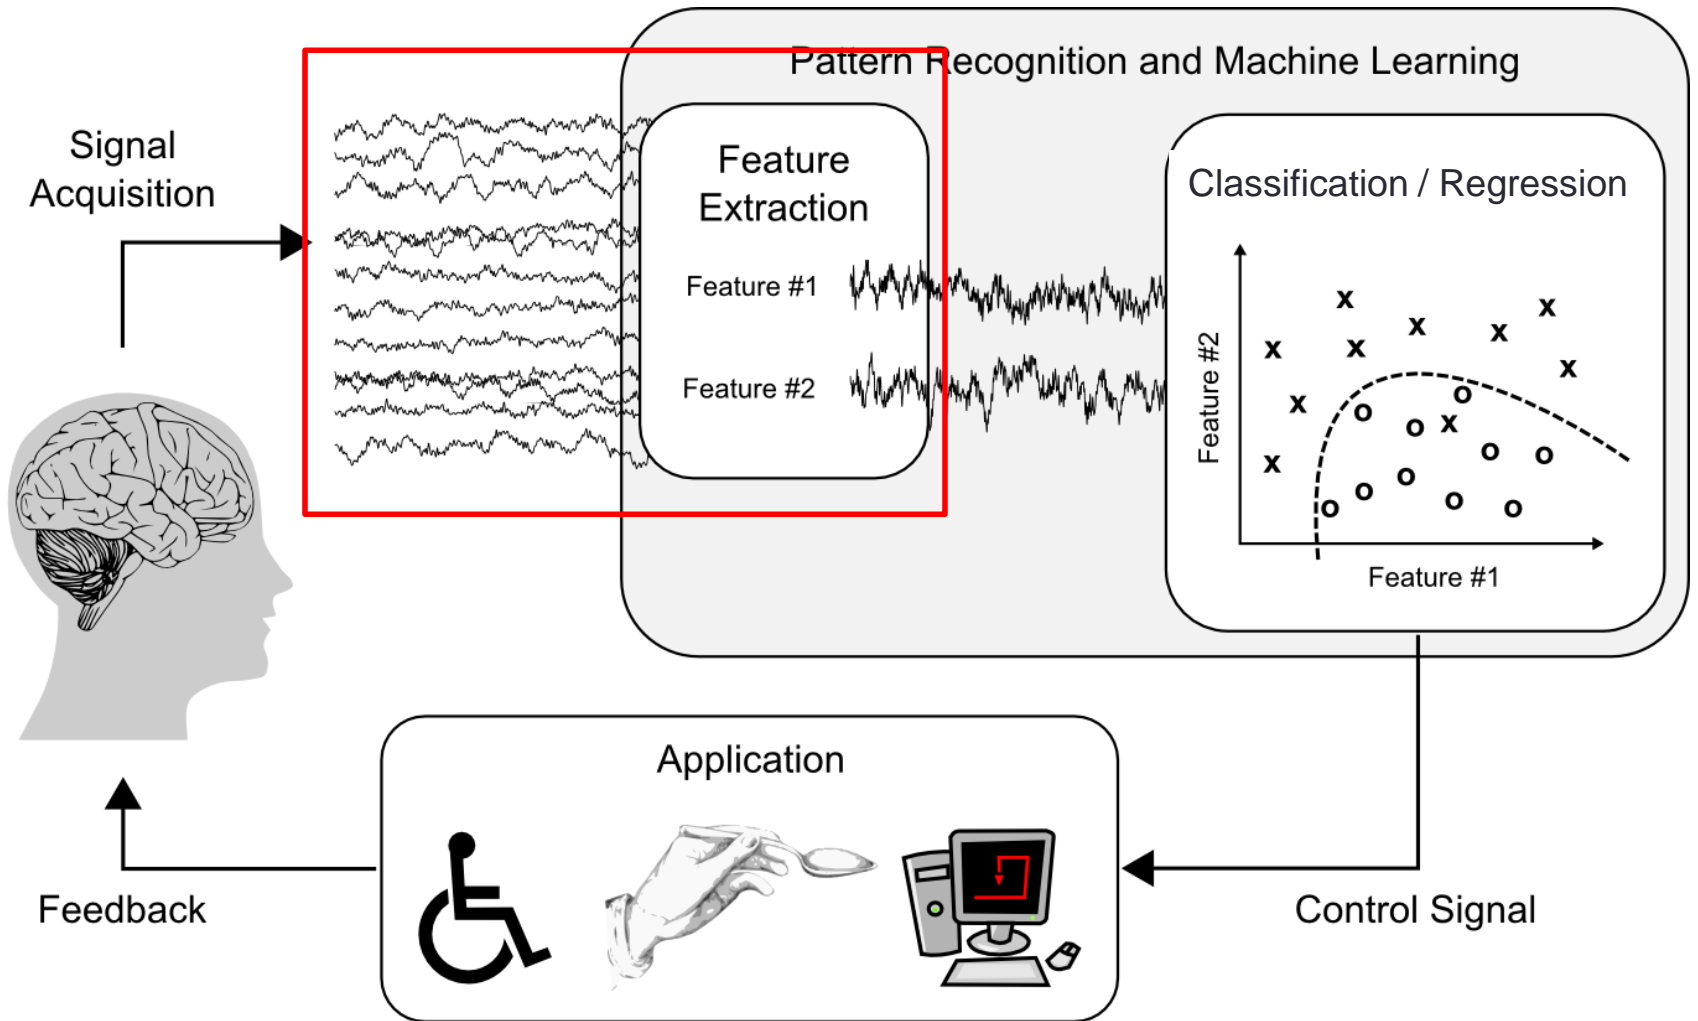 Pattern Recognition and Machine Learning
Signal
Acquisition
Feature
Extraction
Feature #1
Feature #2
Classification / Regression
Feature #2
x
x
x
x
x
x
x
x
x
x
o
o
o
o
o
o
o
o
o
o
Feature #1
Application
Feedback
Control Signal